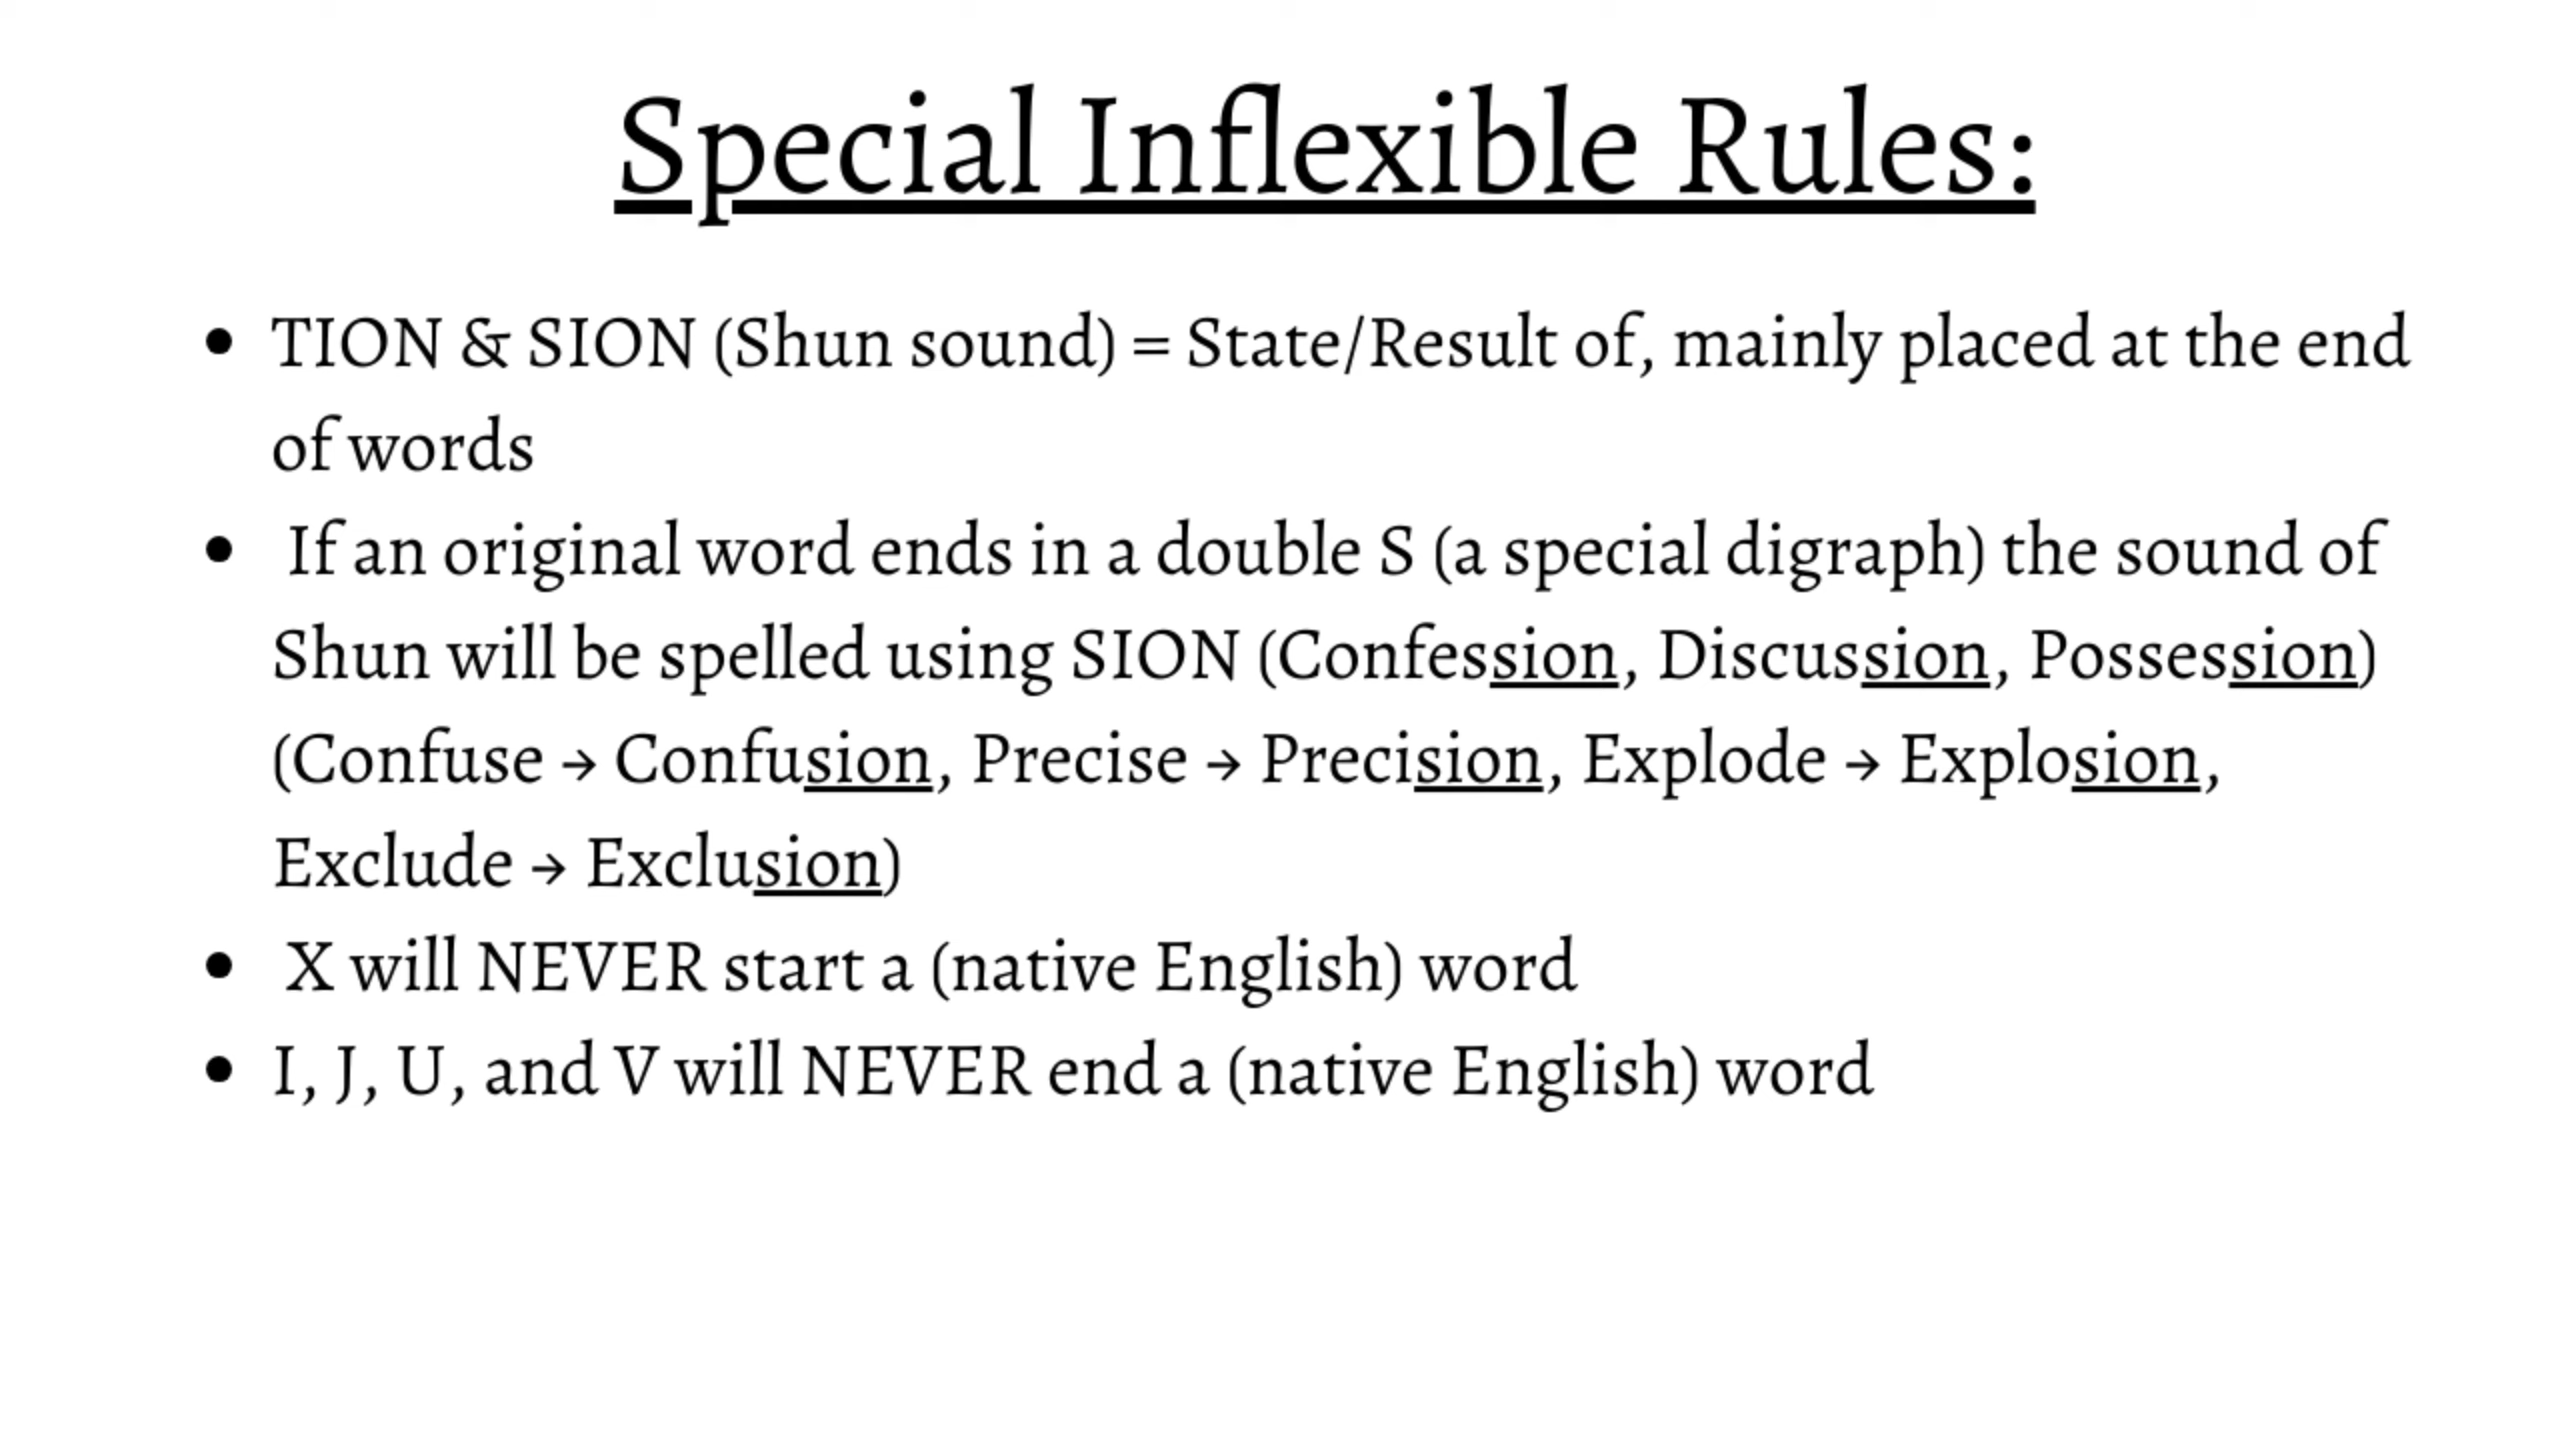 Special Inflexible Rules:
• TION & SION (Shun sound) = State/Result of, mainly placed at the end
of words
• If an original word ends in a double S (a special digraph) the sound of
Shun will be spelled using SION (Confession, Discussion, Possession)
(Confuse → Confusion, Precise → Precision, Explode → Explosion,
Exclude → Exclusion)
• X will NEVER start a (native English) word
• I, J, U, and V will NEVER end a (native English) word